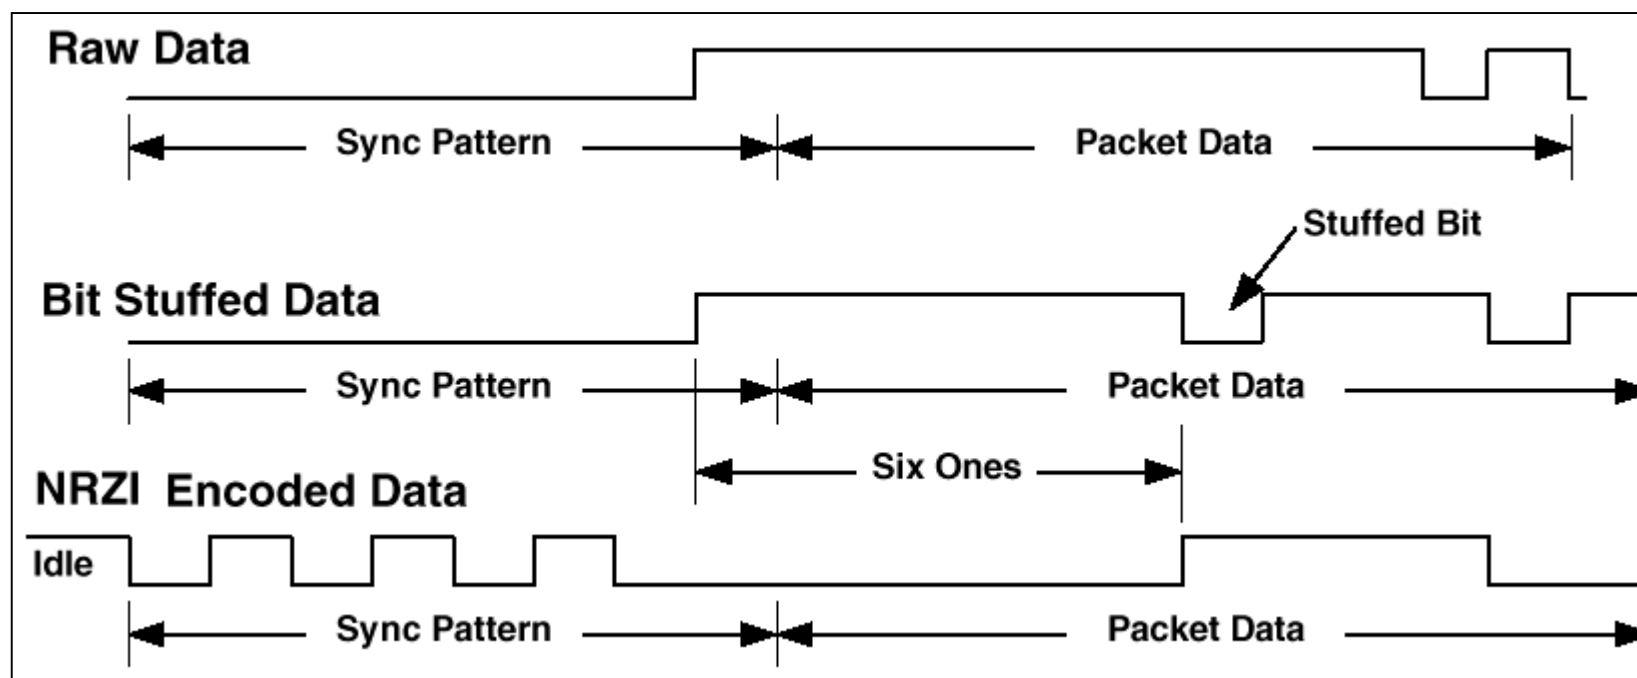 Raw Data
Sync Pattern
Packet Data
Stuffed Bit
Bit Stuffed Data
Sync Pattern
Packet Data
Six Ones
NRZI Encoded Data
Idle
Sync Pattern
Packet Data